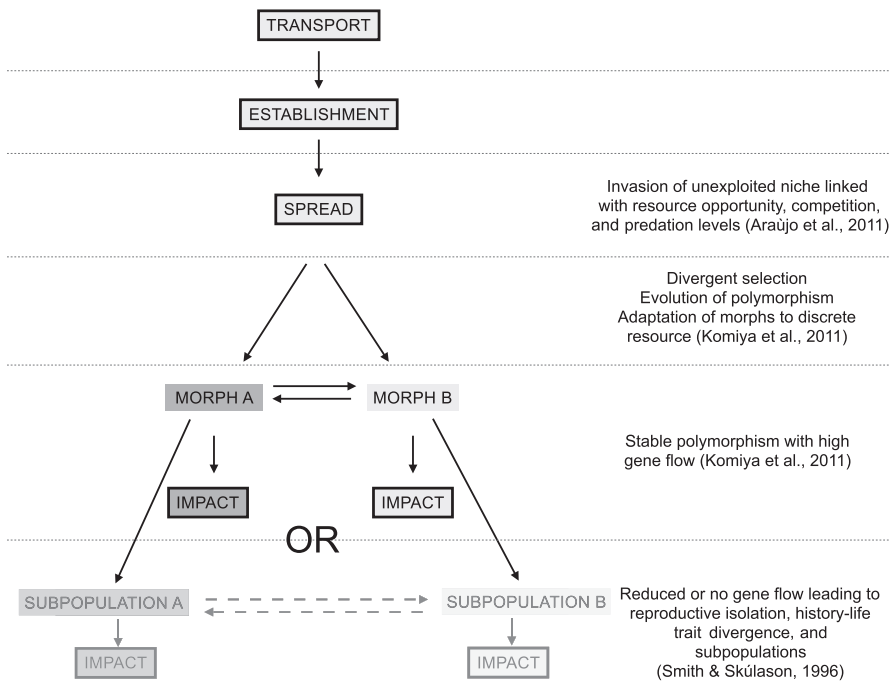 TRANSPORT
ESTABLISHMENT
SPREAD
Invasion of unexploited niche linked
with resource opportunity, competition,
and predation levels (Araùjo et al., 2011)
Divergent selection
Evolution of polymorphism
Adaptation of morphs to discrete
resource (Komiya et al., 2011)
MORPH A
MORPH B
Stable polymorphism with high
gene flow (Komiya et al., 2011)
IMPACT
IMPACT
OR
SUBPOPULATION A
SUBPOPULATION B
Reduced or no gene flow leading to
reproductive isolation, history-life
trait divergence, and
subpopulations
(Smith & Skúlason, 1996)
IMPACT
IMPACT